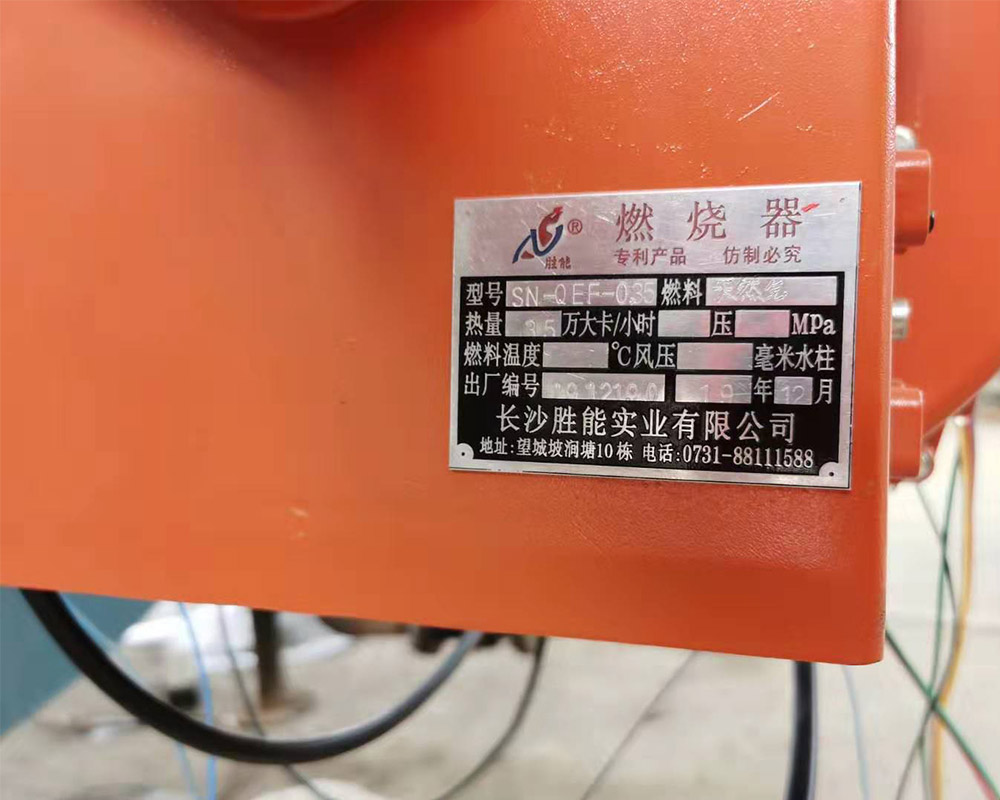 胜能 ® 燃烧器
专利产品 仿制必究
型号 SN-QEF-035 燃料 天然气
热量 35 万大卡/小时 压 MPa
燃料温度 ℃ 风压 毫米水柱
出厂编号 19 年 12 月
长沙胜能实业有限公司
地址:望城坡涧塘10栋 电话:0731-88111588